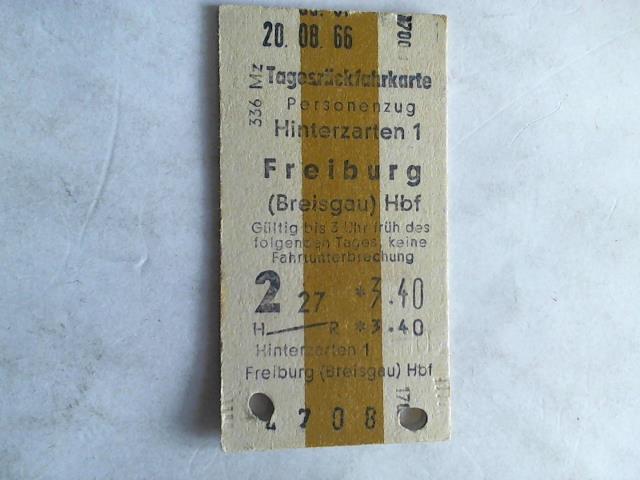 20. 08. 66
336 Mz
Tagesrückfahrkarte
Personenzug
Hinterzarten 1
Freiburg
(Breisgau) Hbf
Gültig bis 3 Uhr früh des
folgenden Tages, keine
Fahrtunterbrechung
2 27 *3.40
H R *3.40
Hinterzarten 1
Freiburg (Breisgau) Hbf
4708